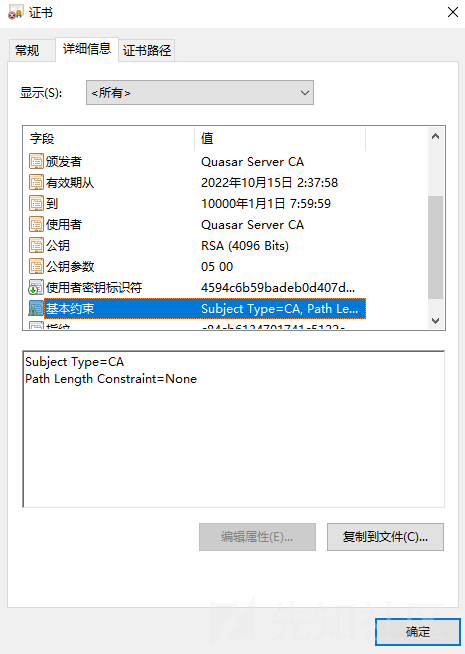 证书
常规 详细信息 证书路径
显示(S): <所有>
字段 值
颁发者 Quasar Server CA
有效期从 2022年10月15日 2:37:58
到 10000年1月1日 7:59:59
使用者 Quasar Server CA
公钥 RSA (4096 Bits)
公钥参数 05 00
使用者密钥标识符 4594c6b59badeb0d407d...
基本约束 Subject Type=CA, Path Le...
Subject Type=CA
Path Length Constraint=None
编辑属性(E)... 复制到文件(C)...
先知社区
确定